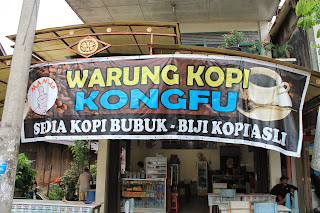 WARUNG KOPI
KONGFU
SEDIA KOPI BUBUK - BIJI KOPI ASLI